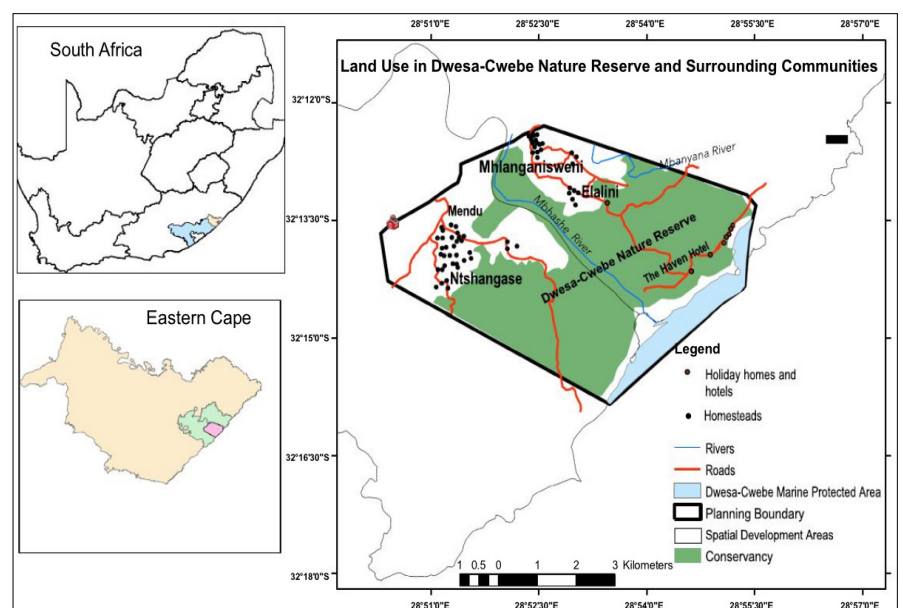 South Africa
Eastern Cape
28°51'0"E 28°52'30"E 28°54'0"E 28°55'30"E 28°57'0"E
Land Use in Dwesa-Cwebe Nature Reserve and Surrounding Communities
32°12'0"S
32°13'30"S
32°15'0"S
32°16'30"S
32°18'0"S
Mbanyana River
Mhlanganisweni
Elalini
Mendu
Mbhashe River
Ntshangase
Dwesa-Cwebe Nature Reserve
The Haven Hotel
Legend
Holiday homes and
hotels
Homesteads
Rivers
Roads
Dwesa-Cwebe Marine Protected Area
Planning Boundary
Spatial Development Areas
Conservancy
1 0.5 0 1 2 3 Kilometers
28°51'0"E 28°52'30"E 28°54'0"E 28°55'30"E 28°57'0"E